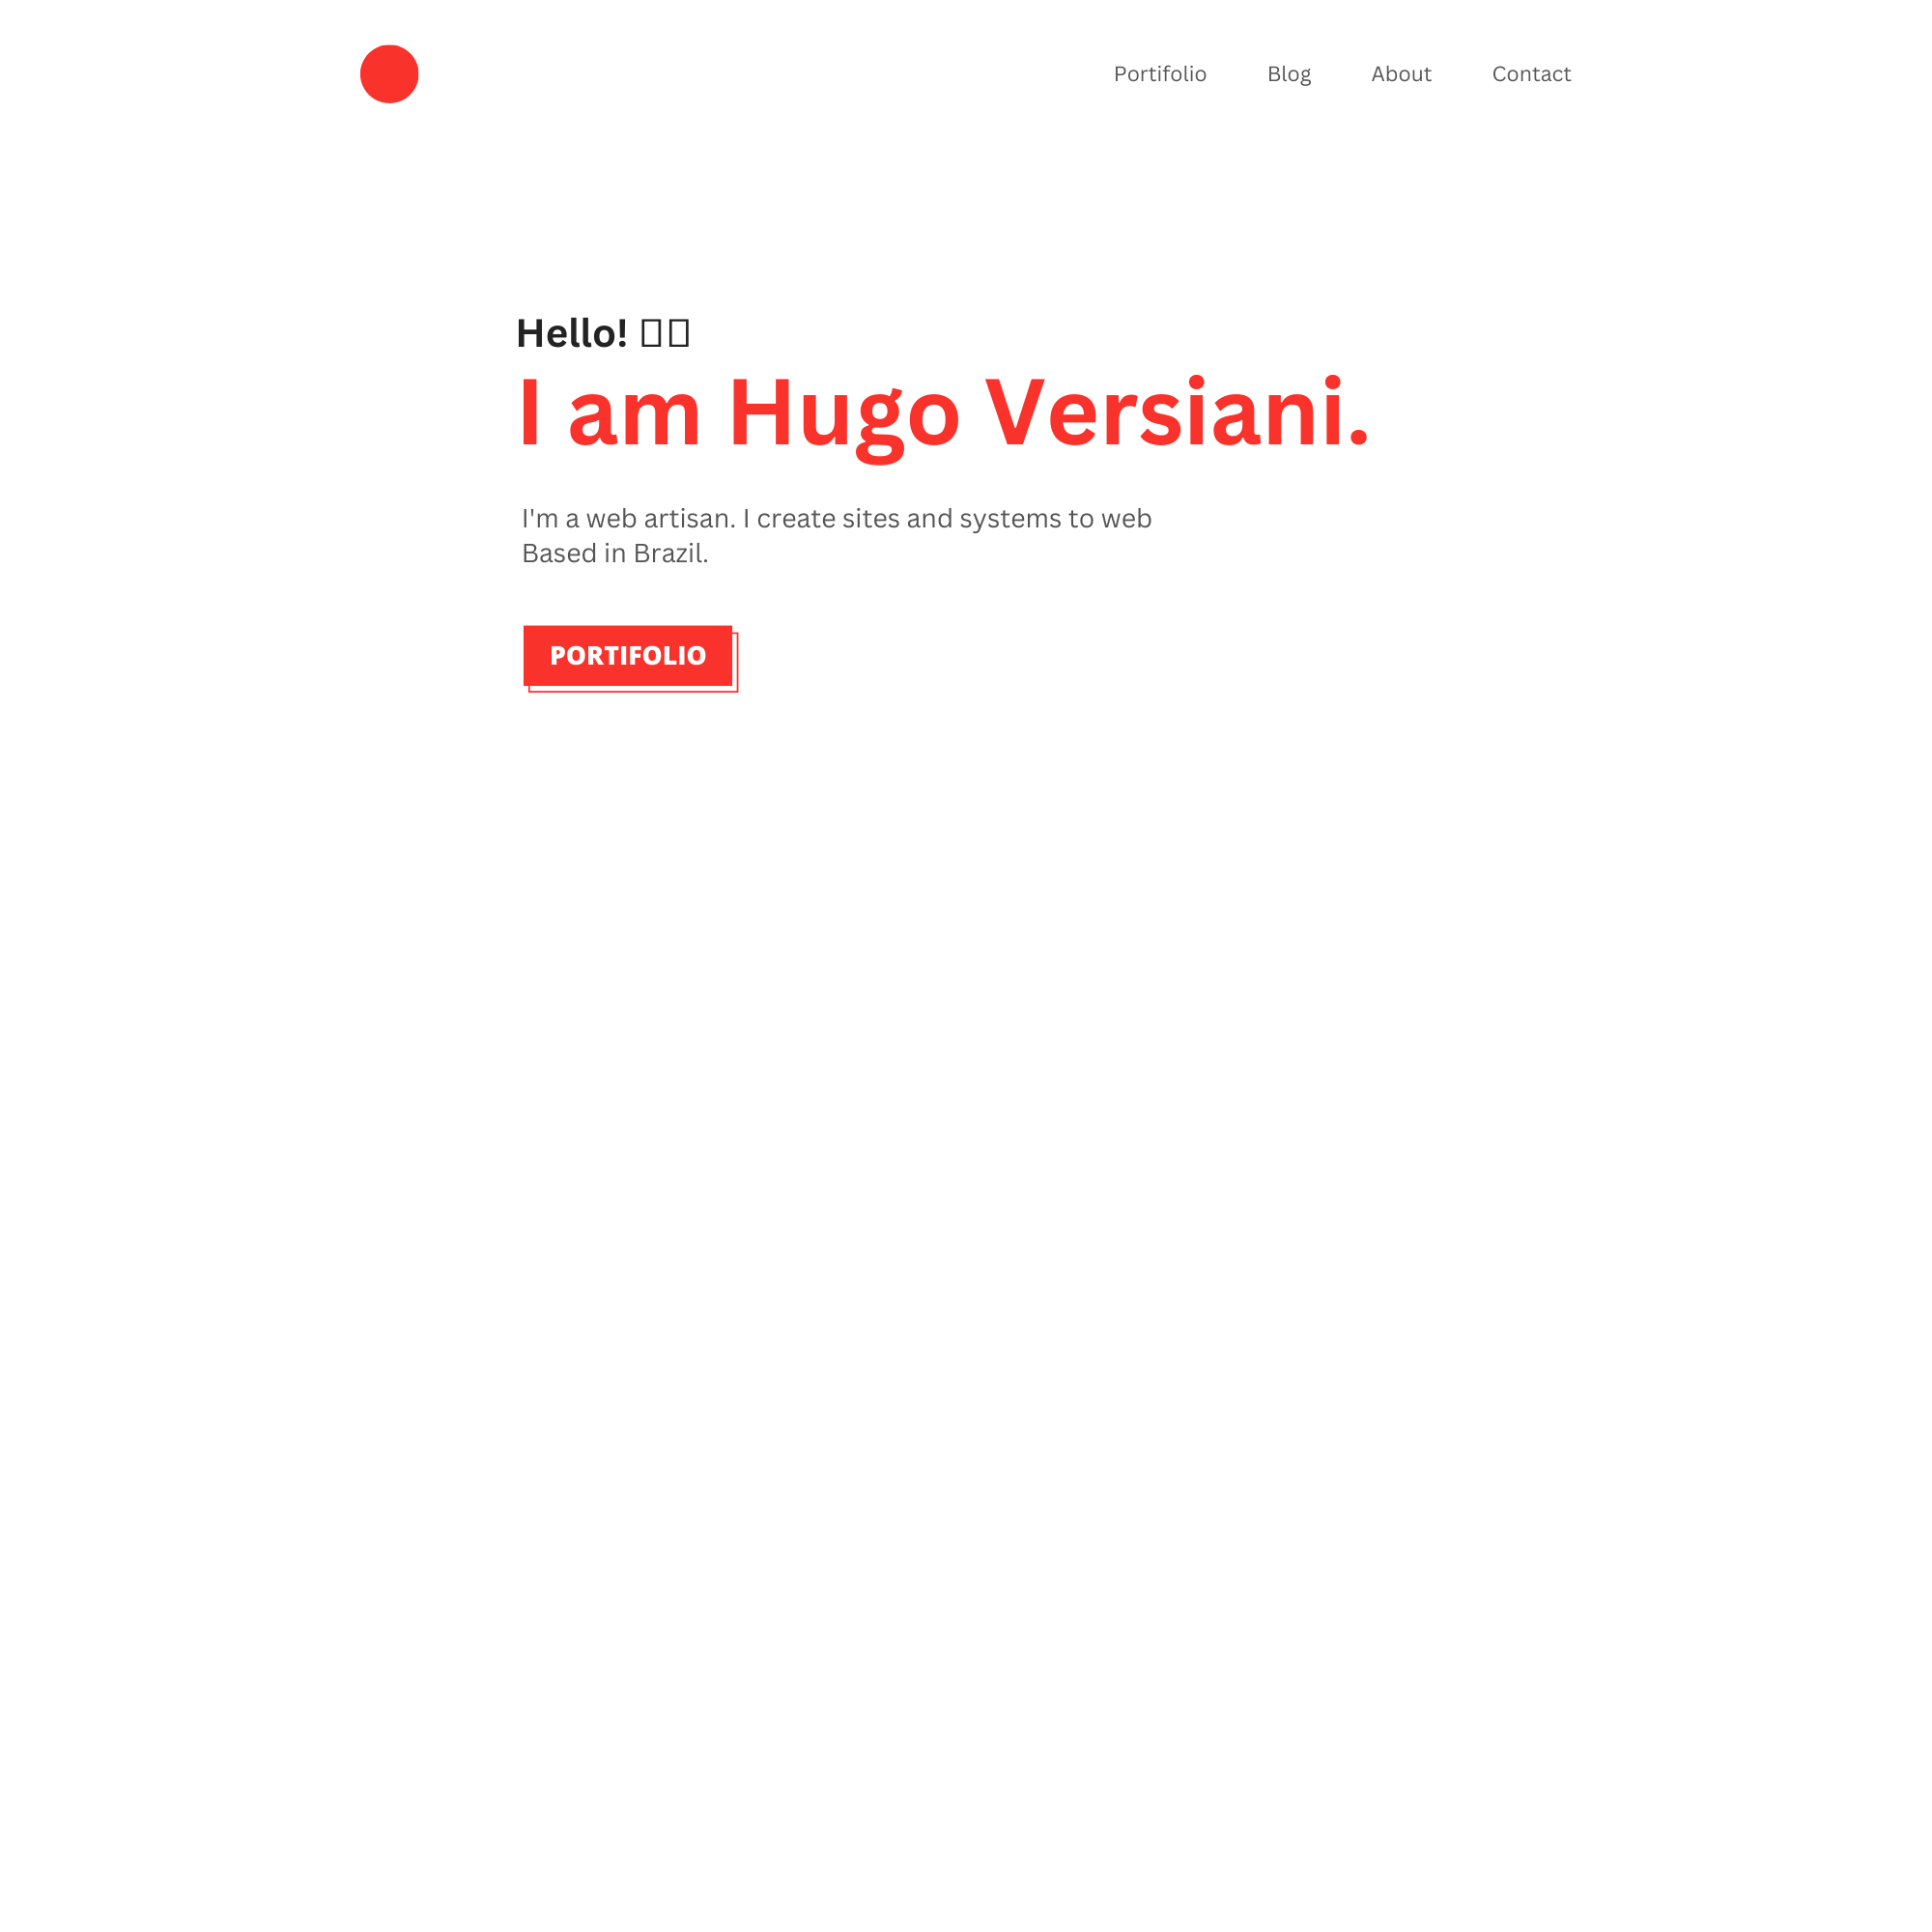 Portifolio Blog About Contact
Hello!
I am Hugo Versiani.
I'm a web artisan. I create sites and systems to web
Based in Brazil.
PORTIFOLIO